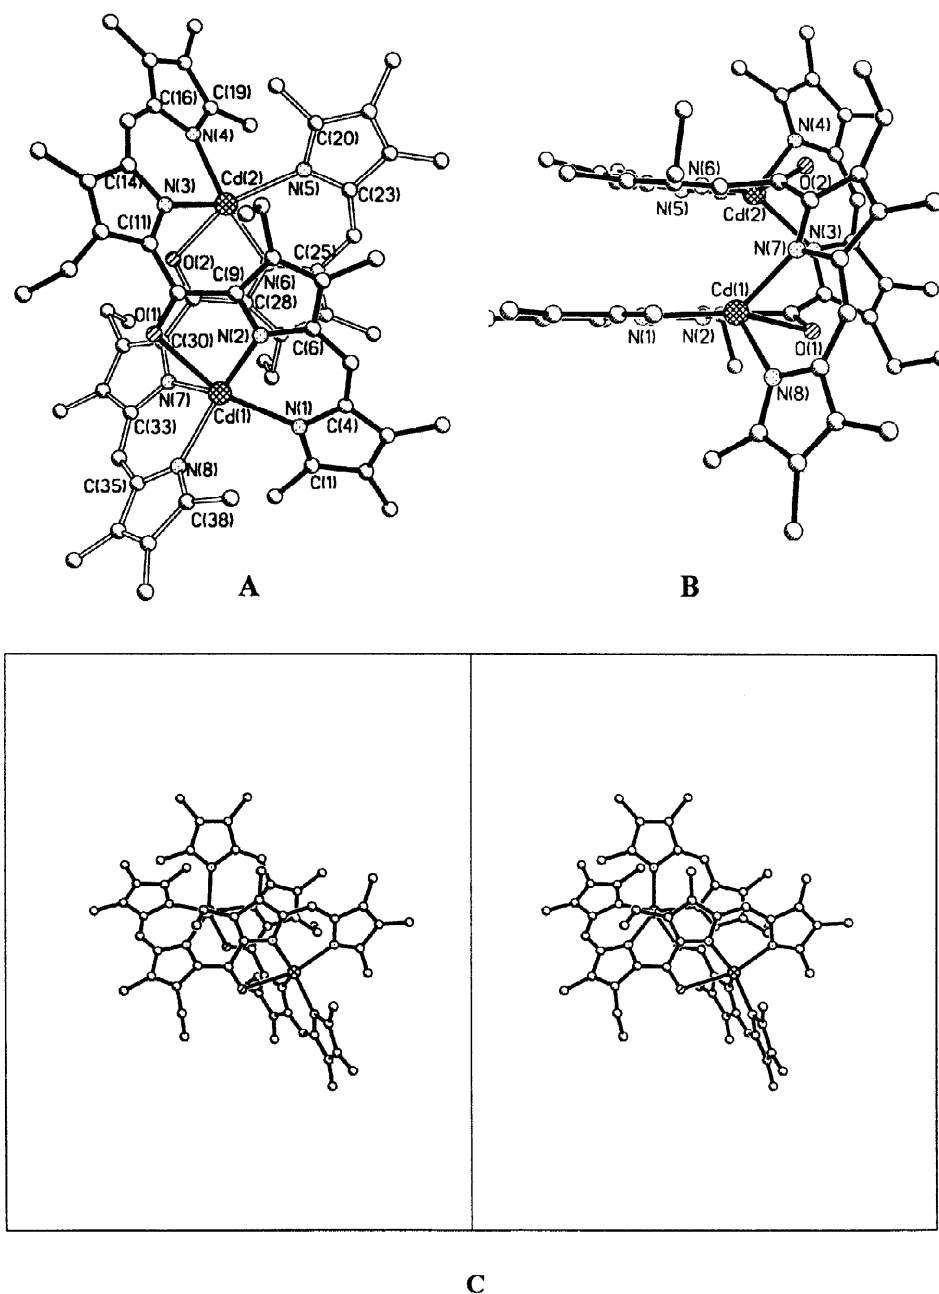 C(16)
C(19)
N(4)
C(20)
C(14)
N(3)
Cd(2)
N(5)
C(23)
C(11)
O(2)
C(25)
C(9)
N(6)
C(28)
O(1)
C(30)
N(2)
C(6)
N(7)
Cd(1)
N(1)
C(4)
C(33)
N(8)
C(35)
C(1)
C(38)
A
N(4)
N(6)
O(2)
N(5)
Cd(2)
N(3)
N(7)
Cd(1)
N(1)
N(2)
O(1)
N(8)
B
C